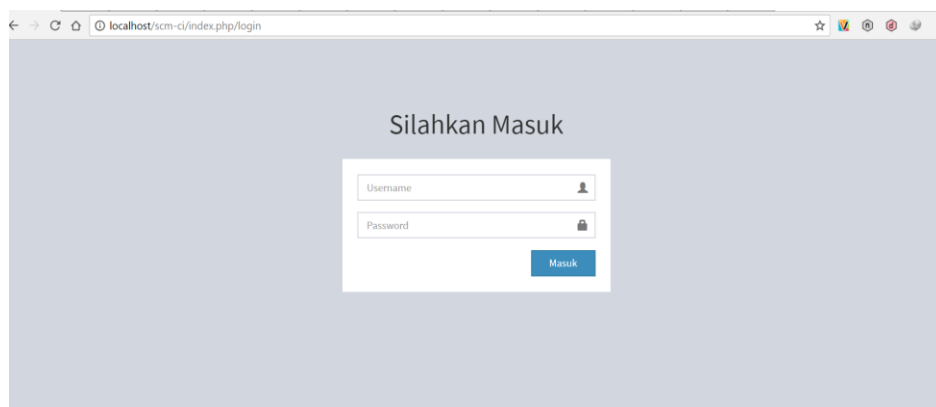 localhost/scm-ci/index.php/login
Silahkan Masuk
Username
Password
Masuk